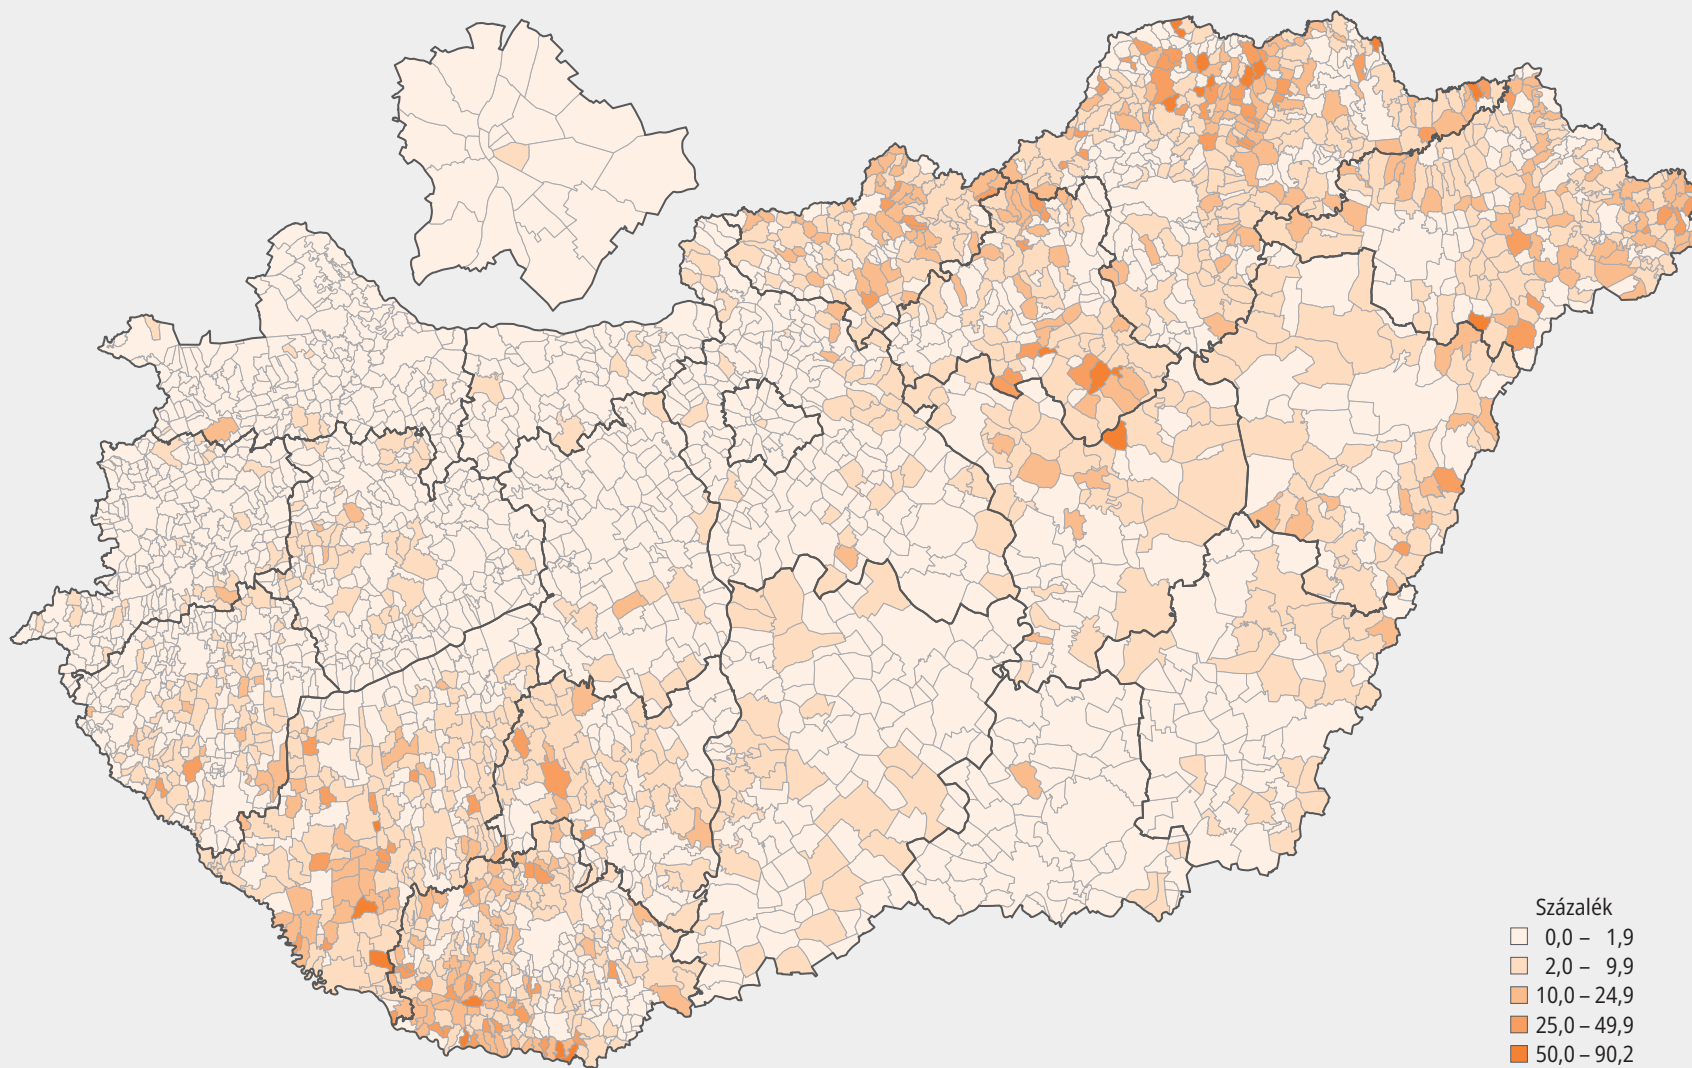 Százalék
0,0 – 1,9
2,0 – 9,9
10,0 – 24,9
25,0 – 49,9
50,0 – 90,2